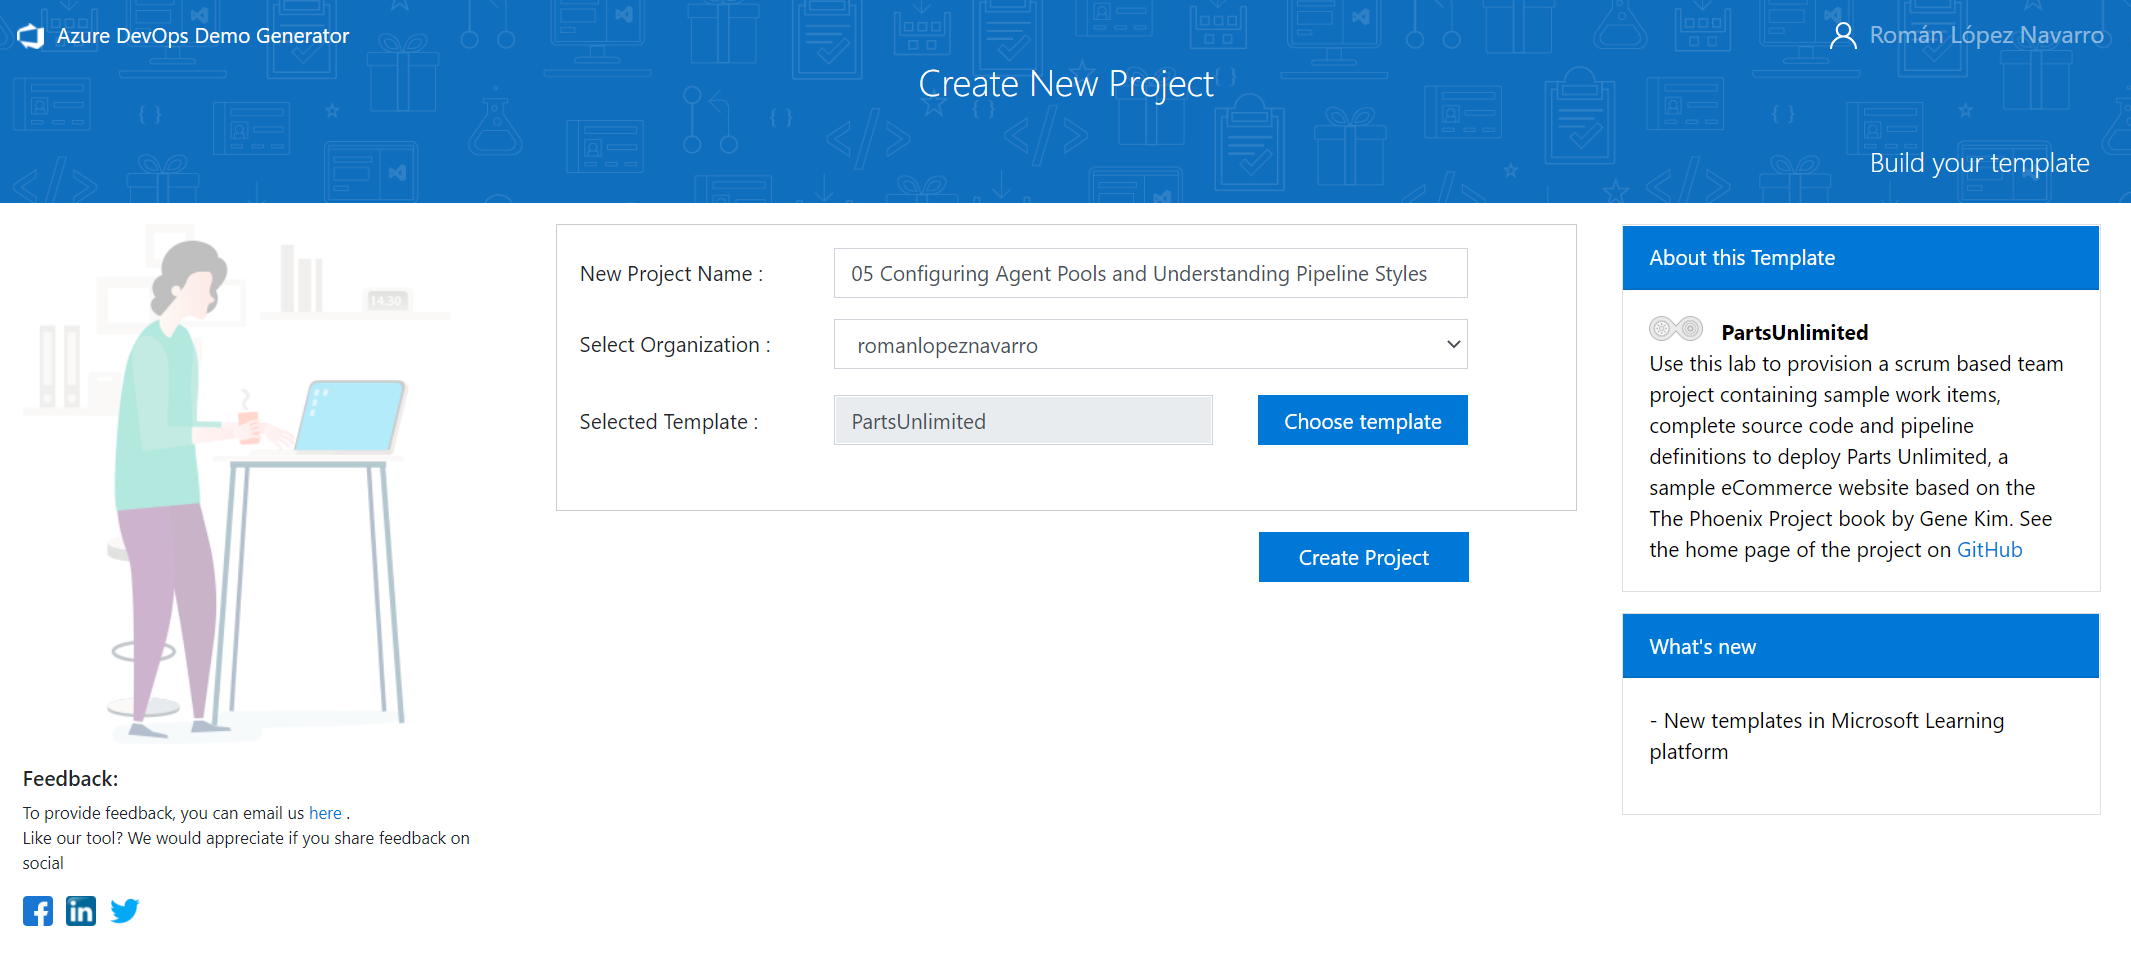 Azure DevOps Demo Generator
Román López Navarro
Create New Project
Build your template
New Project Name :
05 Configuring Agent Pools and Understanding Pipeline Styles
Select Organization :
romanlopeznavarro
Selected Template :
PartsUnlimited
Choose template
Create Project
About this Template
PartsUnlimited
Use this lab to provision a scrum based team
project containing sample work items,
complete source code and pipeline
definitions to deploy Parts Unlimited, a
sample eCommerce website based on the
The Phoenix Project book by Gene Kim. See
the home page of the project on GitHub
What's new
- New templates in Microsoft Learning
platform
14.30
Feedback:
To provide feedback, you can email us here .
Like our tool? We would appreciate if you share feedback on
social